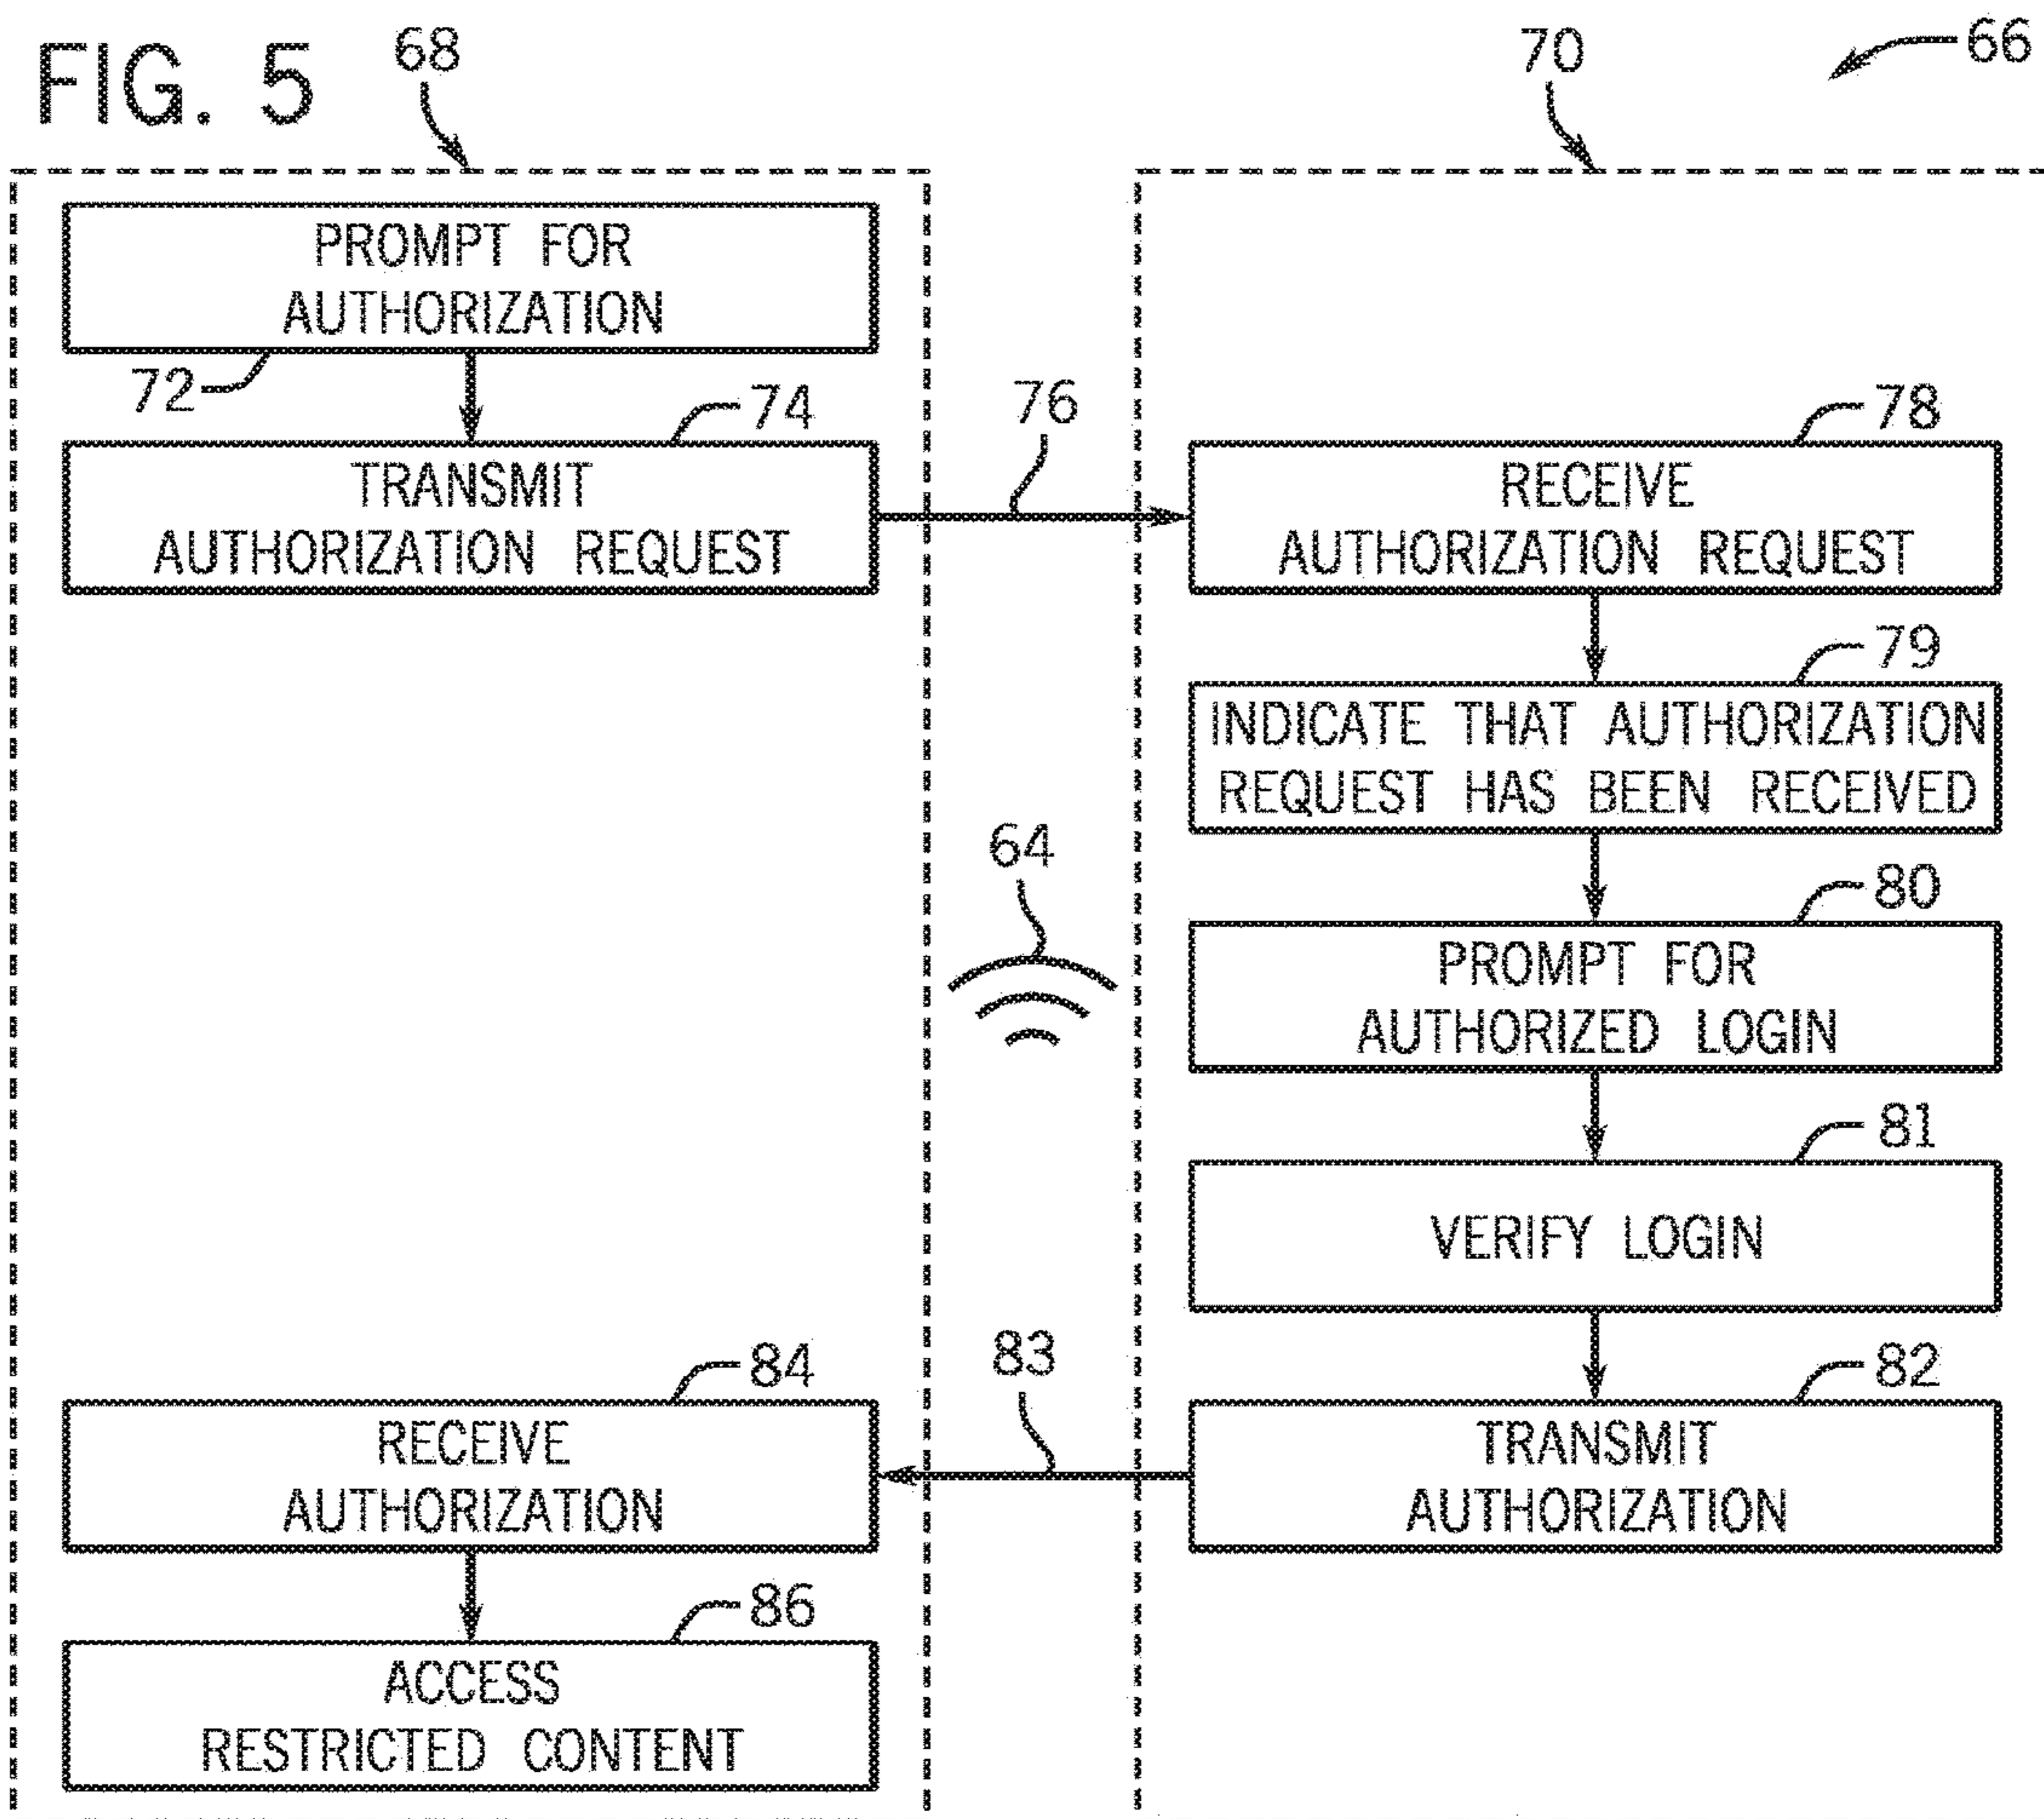 FIG. 5
68
70
66
PROMPT FOR
AUTHORIZATION
72
74
TRANSMIT
AUTHORIZATION REQUEST
76
78
RECEIVE
AUTHORIZATION REQUEST
79
INDICATE THAT AUTHORIZATION
REQUEST HAS BEEN RECEIVED
64
80
PROMPT FOR
AUTHORIZED LOGIN
81
VERIFY LOGIN
83
82
TRANSMIT
AUTHORIZATION
84
RECEIVE
AUTHORIZATION
86
ACCESS
RESTRICTED CONTENT